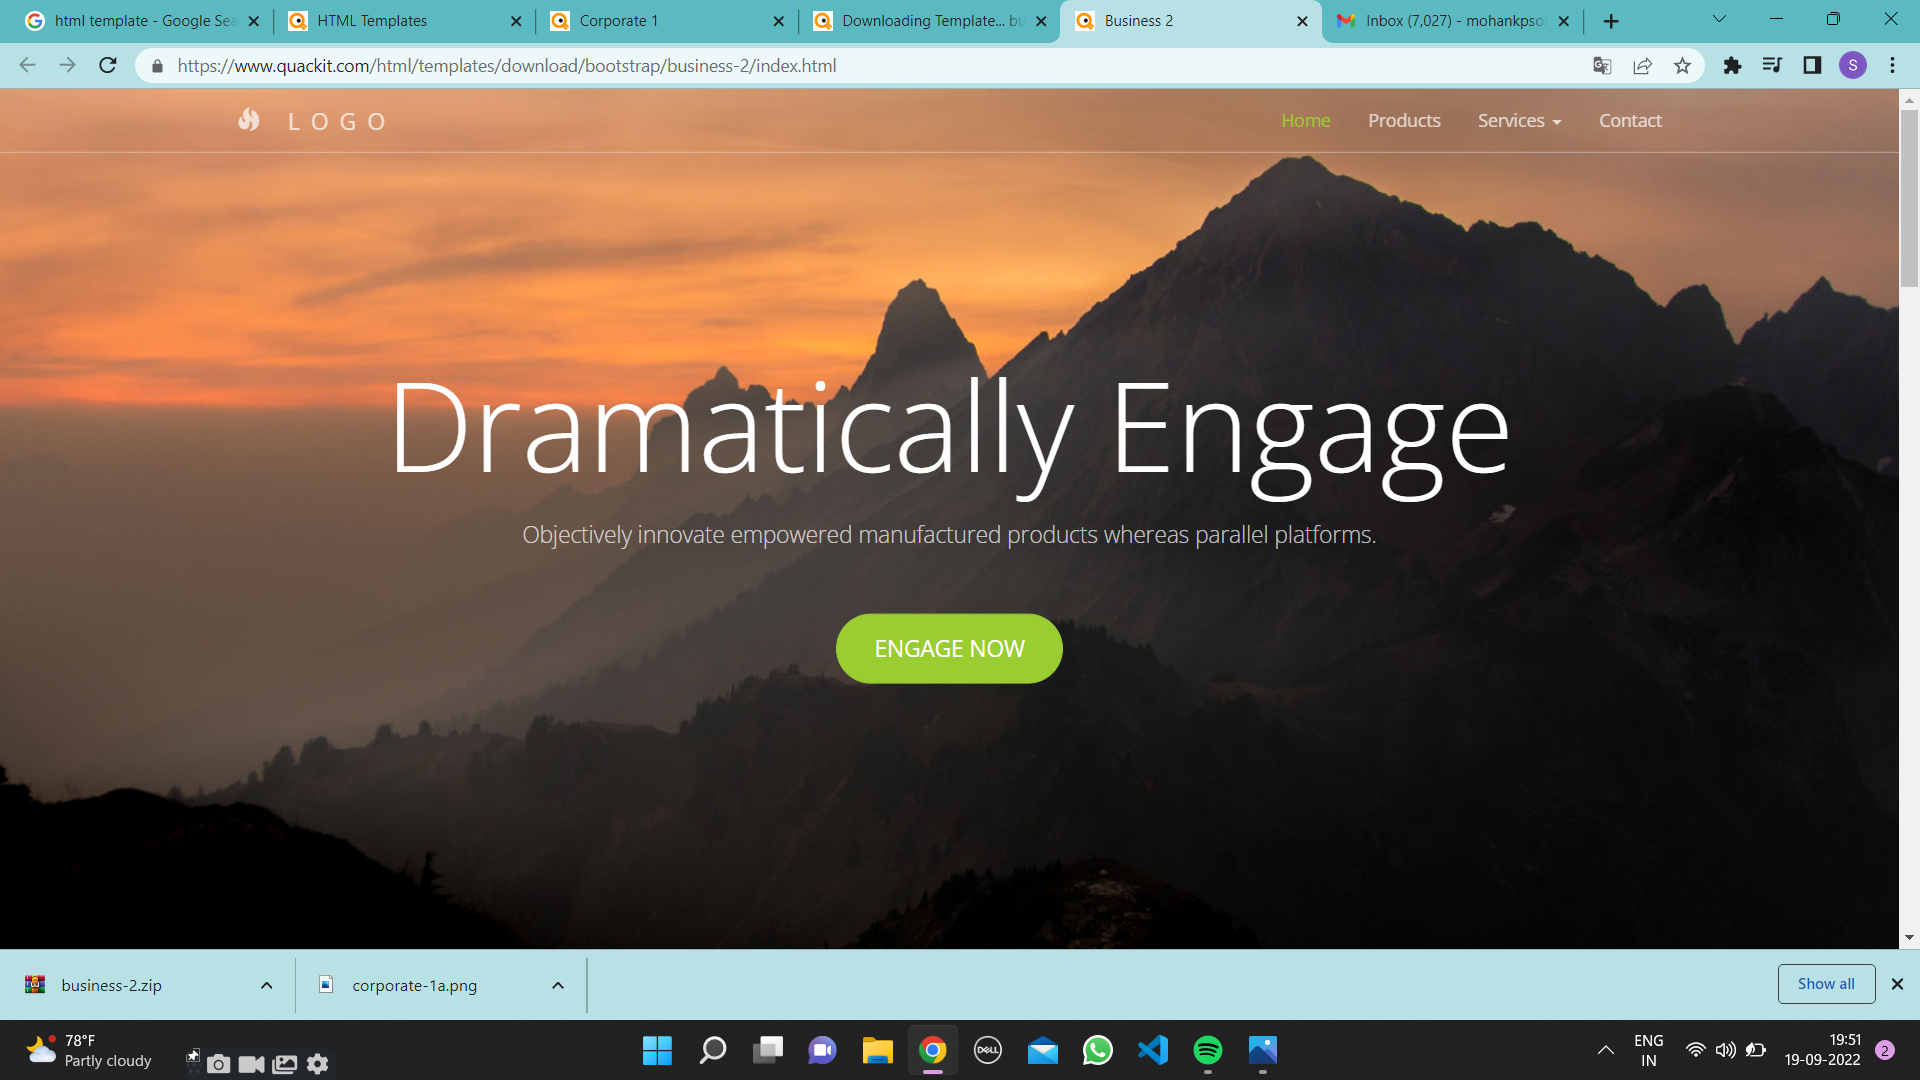 html template - Google Sea
HTML Templates
Corporate 1
Downloading Template... bu
Business 2
Inbox (7,027) - mohankpson
https://www.quackit.com/html/templates/download/bootstrap/business-2/index.html
S
LOGO
Home
Products
Services
Contact
Dramatically Engage
Objectively innovate empowered manufactured products whereas parallel platforms.
ENGAGE NOW
business-2.zip
corporate-1a.png
Show all
78°F
Partly cloudy
DELL
ENG
IN
19:51
19-09-2022
2